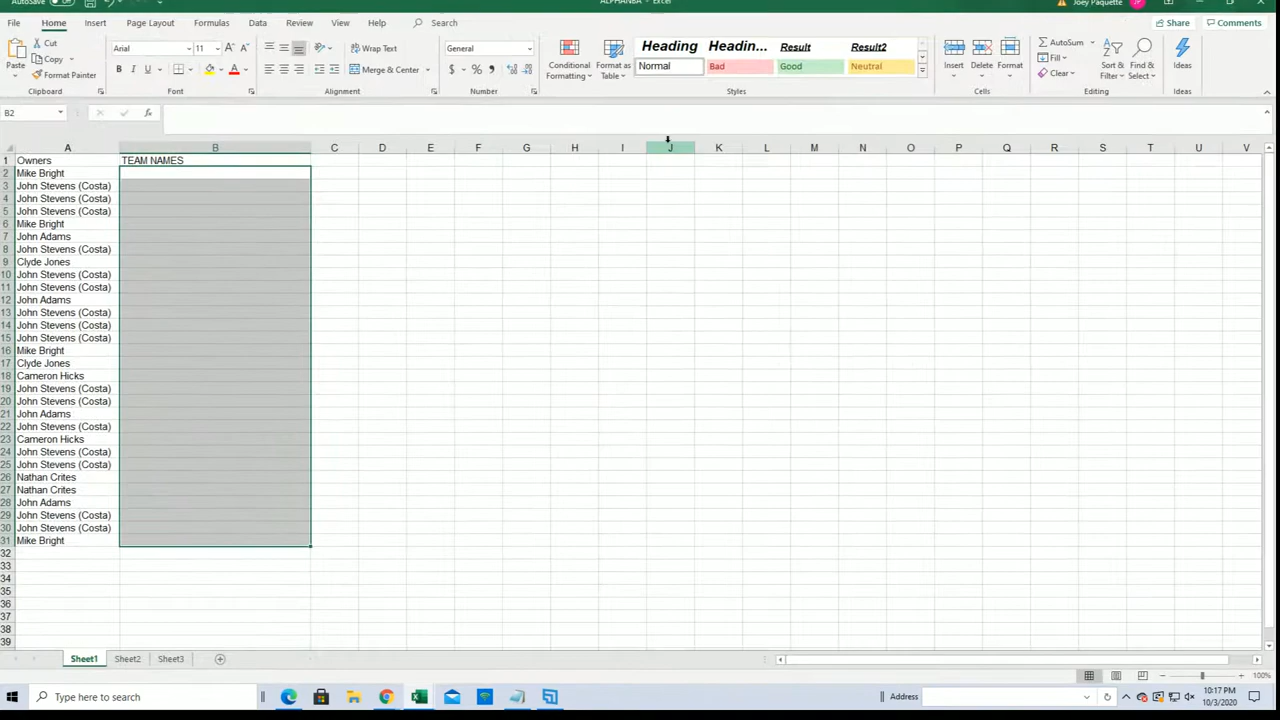 AutoSave
ALPHANBA - Excel
Joey Paquette
File Home Insert Page Layout Formulas Data Review View Help Search
Share Comments
Paste Cut Copy Format Painter
Arial 11 A A
B I U A
Wrap Text
Merge & Center
General
$ % ,
Conditional Formatting
Format as Table
Heading Headin... Result Result2
Normal Bad Good Neutral
Insert Delete Format
AutoSum Fill Clear
Sort & Filter
Find & Select
Ideas
Clipboard Font Alignment Number Styles Cells Editing Ideas
B2 fx
A B C D E F G H I J K L M N O P Q R S T U V
1 Owners TEAM NAMES
2 Mike Bright
3 John Stevens (Costa)
4 John Stevens (Costa)
5 John Stevens (Costa)
6 Mike Bright
7 John Adams
8 John Stevens (Costa)
9 Clyde Jones
10 John Stevens (Costa)
11 John Stevens (Costa)
12 John Adams
13 John Stevens (Costa)
14 John Stevens (Costa)
15 John Stevens (Costa)
16 Mike Bright
17 Clyde Jones
18 Cameron Hicks
19 John Stevens (Costa)
20 John Stevens (Costa)
21 John Adams
22 John Stevens (Costa)
23 Cameron Hicks
24 John Stevens (Costa)
25 John Stevens (Costa)
26 Nathan Crites
27 Nathan Crites
28 John Adams
29 John Stevens (Costa)
30 John Stevens (Costa)
31 Mike Bright
32
33
34
35
36
37
38
39
Sheet1 Sheet2 Sheet3
100%
Type here to search
Address
10:17 PM
10/3/2020